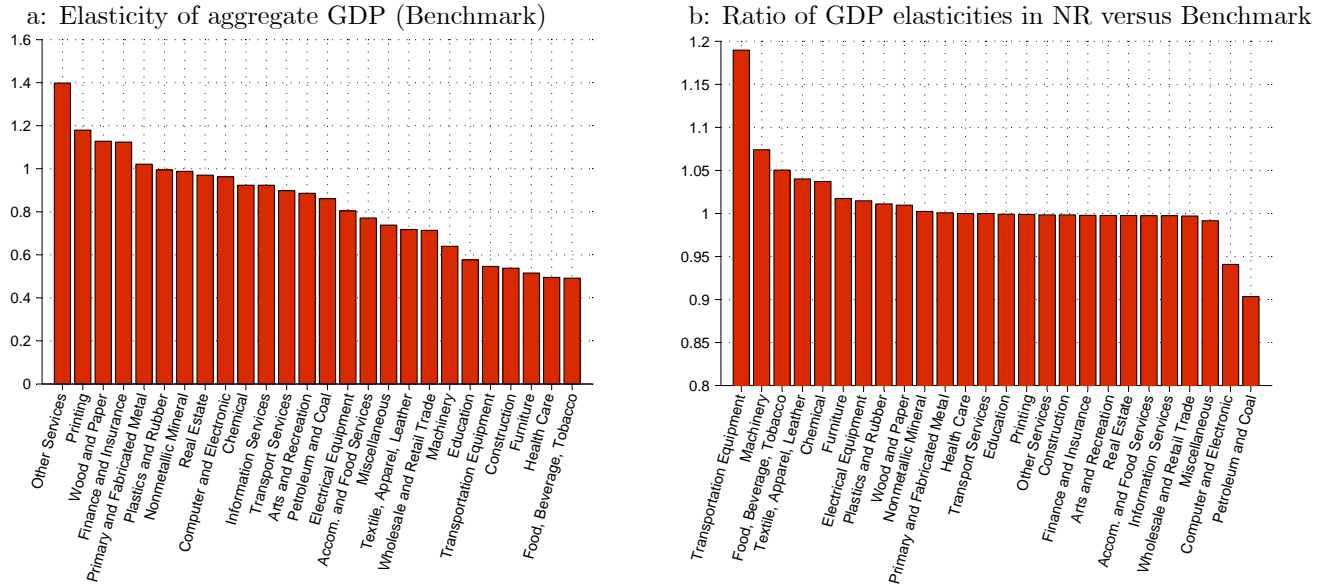 a: Elasticity of aggregate GDP (Benchmark)
1.6
1.4
1.2
1
0.8
0.6
0.4
0.2
0
Other Services
Printing
Wood and Paper
Finance and Insurance
Primary and Fabricated Metal
Plastics and Rubber
Nonmetallic Mineral
Real Estate
Computer and Electronic
Chemical
Information Services
Transport Services
Arts and Recreation
Petroleum and Coal
Electrical Equipment
Accom. and Food Services
Miscellaneous
Textile, Apparel, Leather
Wholesale and Retail Trade
Machinery
Education
Transportation Equipment
Construction
Furniture
Health Care
Food, Beverage, Tobacco
b: Ratio of GDP elasticities in NR versus Benchmark
1.2
1.15
1.1
1.05
1
0.95
0.9
0.85
0.8
Transportation Equipment
Machinery
Food, Beverage, Tobacco
Textile, Apparel, Leather
Chemical
Furniture
Electrical Equipment
Plastics and Rubber
Wood and Paper
Nonmetallic Mineral
Primary and Fabricated Metal
Health Care
Transport Services
Education
Printing
Other Services
Construction
Finance and Insurance
Arts and Recreation
Real Estate
Accom. and Food Services
Information Services
Wholesale and Retail Trade
Miscellaneous
Computer and Electronic
Petroleum and Coal